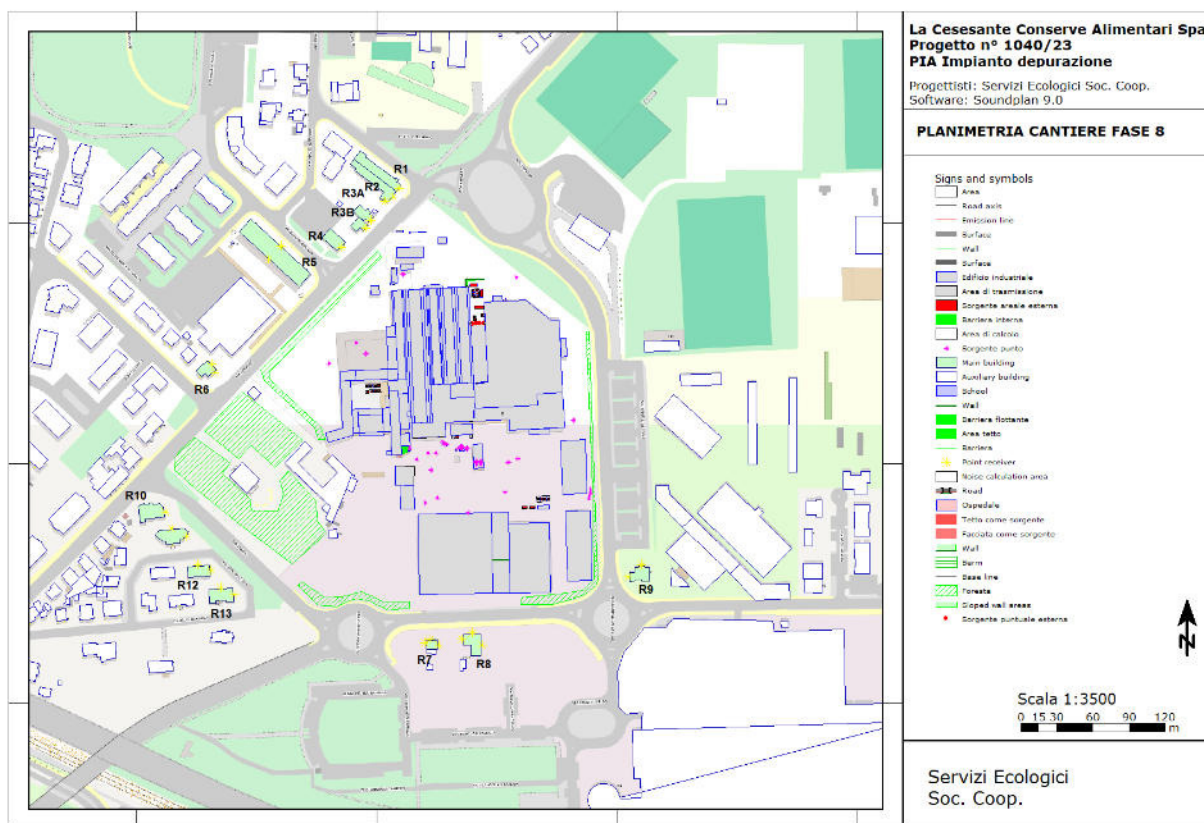 La Cesesante Conserve Alimentari Spa
Progetto n° 1040/23
PIA Impianto depurazione
Progettisti: Servizi Ecologici Soc. Coop.
Software: Soundplan 9.0
PLANIMETRIA CANTIERE FASE 8
Signs and symbols
Area
Road axis
Emission line
Surface
Wall
Surface
Edificio industriale
Area di trasmissione
Sorgente areale esterna
Barriera interna
Area di calcolo
Sorgente punto
Main building
Auxiliary building
School
Wall
Barriera flottante
Area tetto
Barriera
Point receiver
Noise calculation area
Road
Ospedale
Tetto come sorgente
Facciata come sorgente
Wall
Berm
Base line
Foresta
Sloped wall areas
Sorgente puntuale esterna
N
Scala 1:3500
0 15 30 60 90 120
m
Servizi Ecologici
Soc. Coop.
R1
R2
R3A
R3B
R4
R5
R6
R10
R12
R13
R9
R7
R8